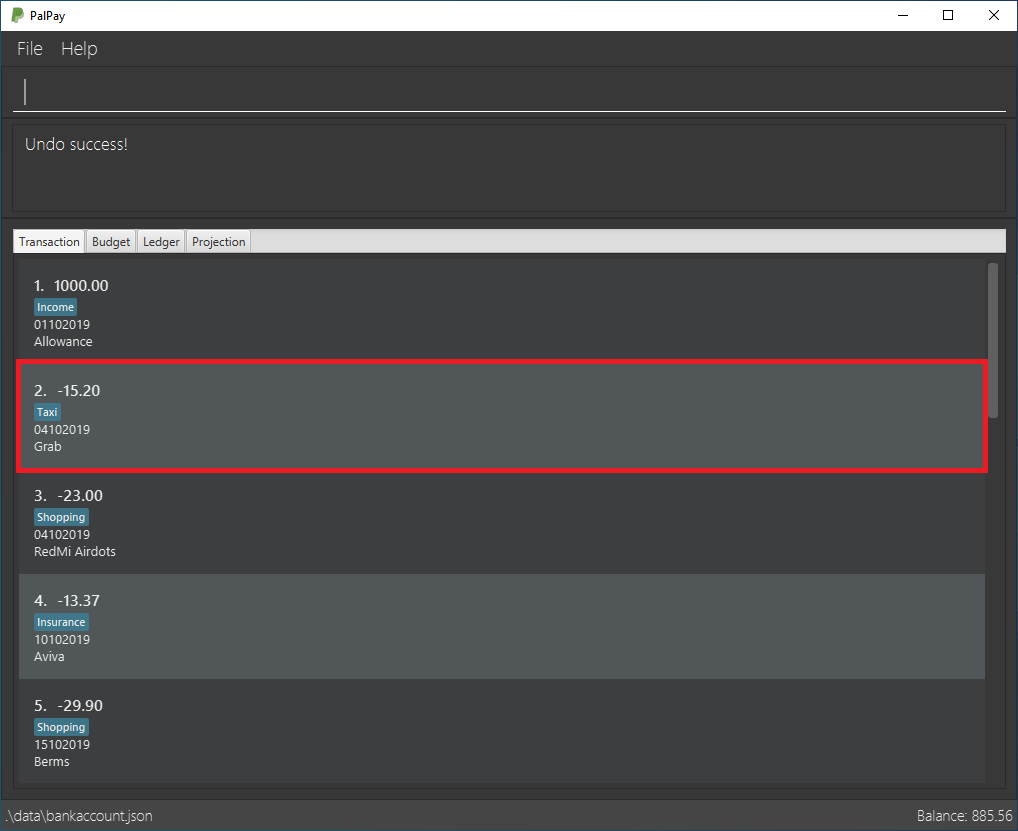 PalPay
File Help
Undo success!
Transaction Budget Ledger Projection
1. 1000.00
Income
01102019
Allowance
2. -15.20
Taxi
04102019
Grab
3. -23.00
Shopping
04102019
RedMi Airdots
4. -13.37
Insurance
10102019
Aviva
5. -29.90
Shopping
15102019
Berms
.\data\bankaccount.json
Balance: 885.56